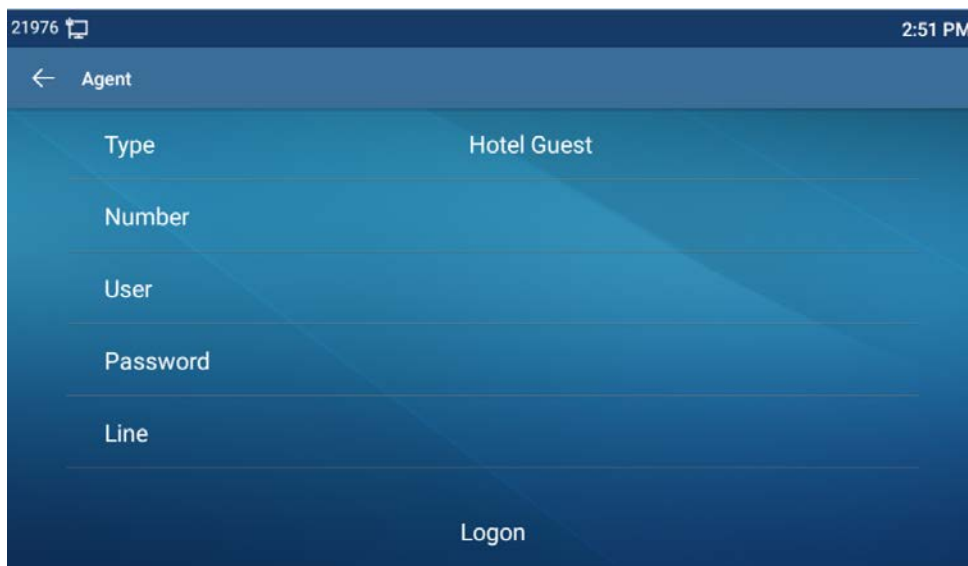 21976 2:51 PM
Agent
Type Hotel Guest
Number
User
Password
Line
Logon